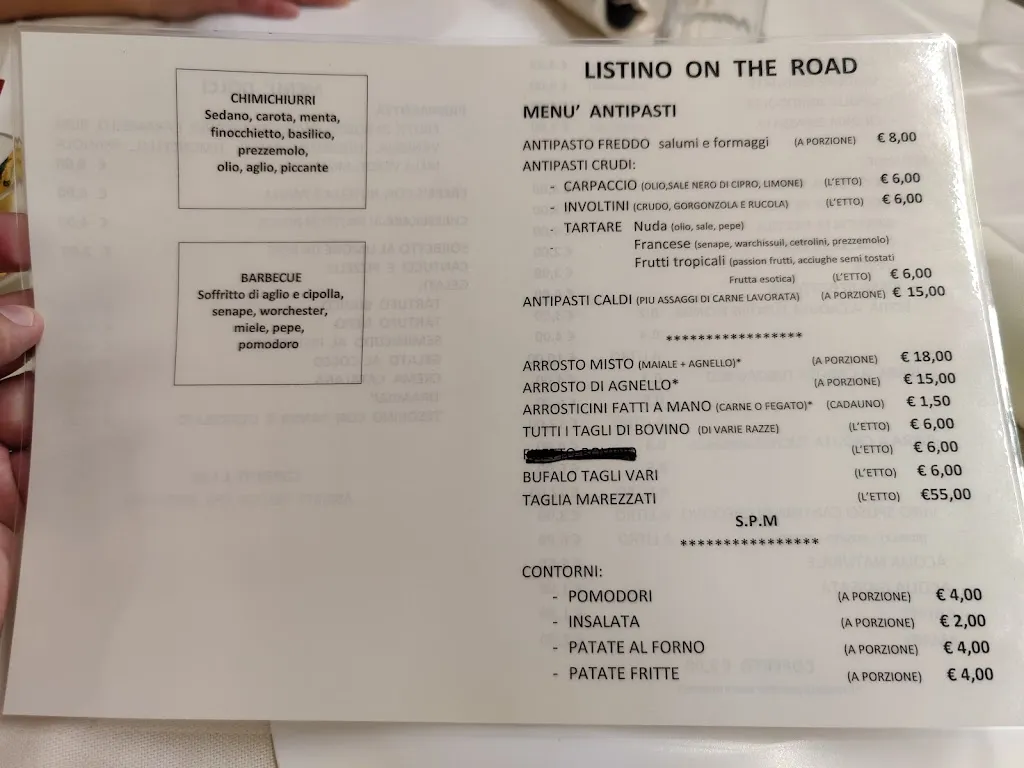 CHIMICHIURRI
Sedano, carota, menta,
finocchietto, basilico,
prezzemolo,
olio, aglio, piccante
BARBECUE
Soffritto di aglio e cipolla,
senape, worchester,
miele, pepe,
pomodoro
LISTINO ON THE ROAD
MENU' ANTIPASTI
ANTIPASTO FREDDO salumi e formaggi (A PORZIONE) € 8,00
ANTIPASTI CRUDI:
- CARPACCIO (OLIO,SALE NERO DI CIPRO, LIMONE) (L'ETTO) € 6,00
- INVOLTINI (CRUDO, GORGONZOLA E RUCOLA) (L'ETTO) € 6,00
- TARTARE Nuda (olio, sale, pepe)
Francese (senape, warchissuil, cetrolini, prezzemolo)
Frutti tropicali (passion frutti, acciughe semi tostati
Frutta esotica) (L'ETTO) € 6,00
ANTIPASTI CALDI (PIU ASSAGGI DI CARNE LAVORATA) (A PORZIONE) € 15,00
*****************
ARROSTO MISTO (MAIALE + AGNELLO)* (A PORZIONE) € 18,00
ARROSTO DI AGNELLO* (A PORZIONE) € 15,00
ARROSTICINI FATTI A MANO (CARNE O FEGATO)* (CADAUNO) € 1,50
TUTTI I TAGLI DI BOVINO (DI VARIE RAZZE) (L'ETTO) € 6,00
(L'ETTO) € 6,00
BUFALO TAGLI VARI (L'ETTO) € 6,00
TAGLIA MAREZZATI (L'ETTO) €55,00
S.P.M
*****************
CONTORNI:
- POMODORI (A PORZIONE) € 4,00
- INSALATA (A PORZIONE) € 2,00
- PATATE AL FORNO (A PORZIONE) € 4,00
- PATATE FRITTE (A PORZIONE) € 4,00